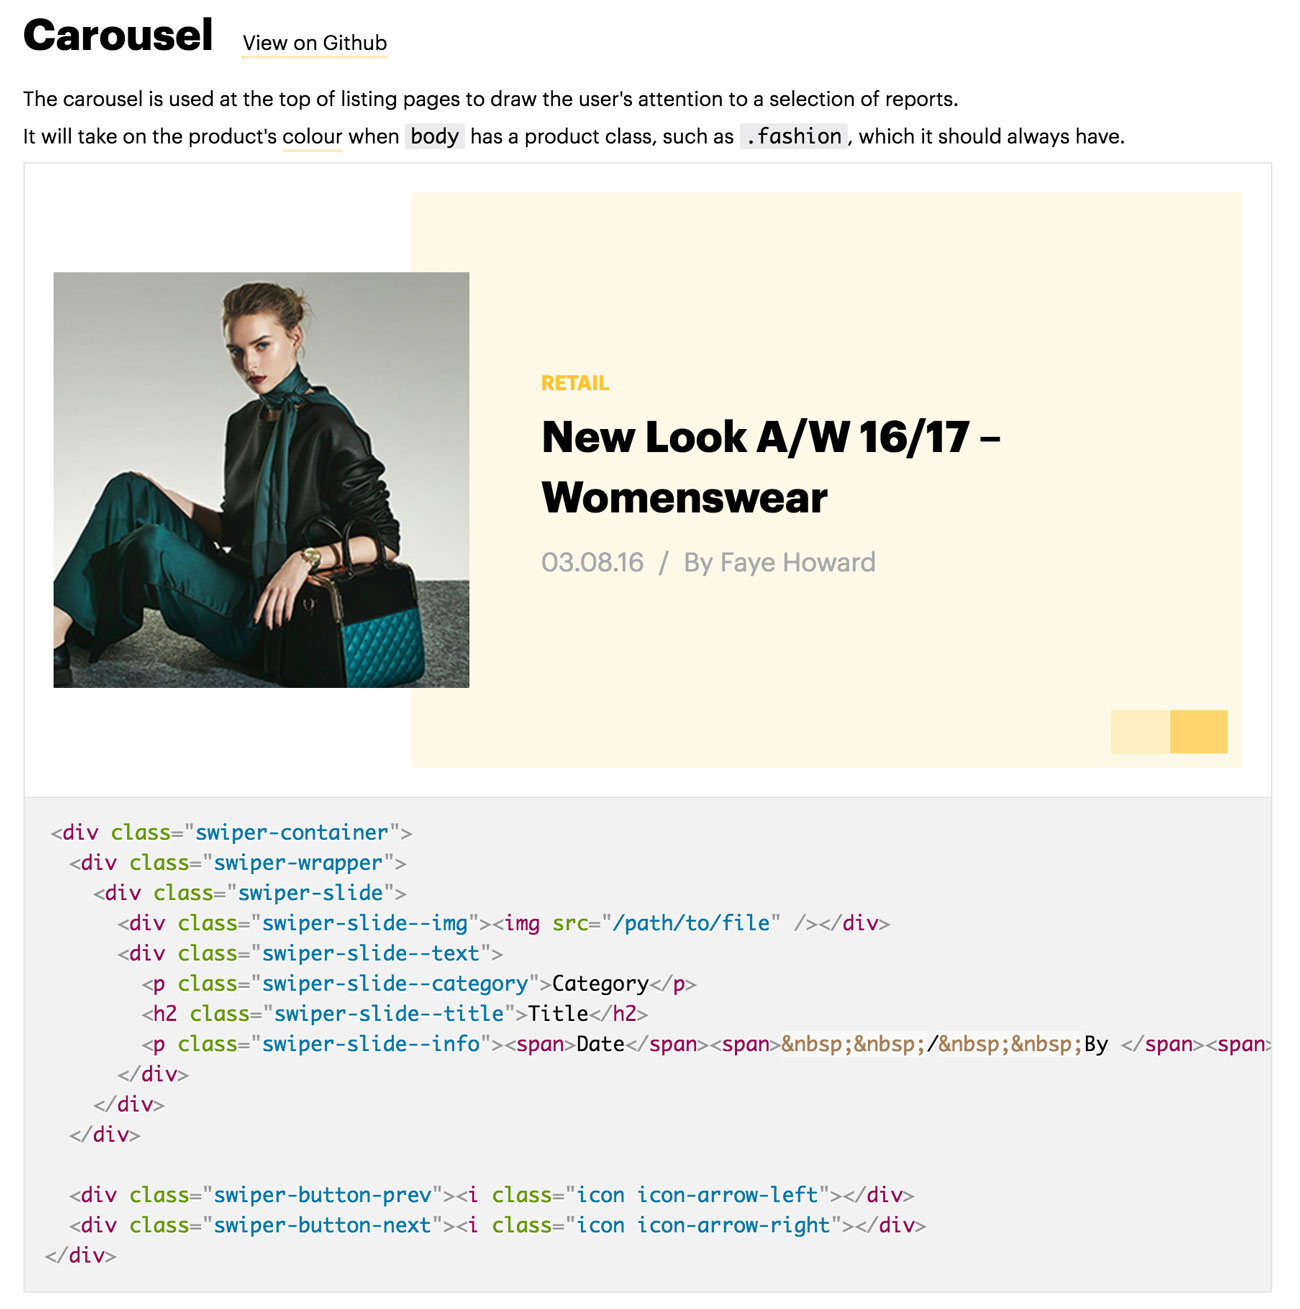 Carousel View on Github
The carousel is used at the top of listing pages to draw the user's attention to a selection of reports.
It will take on the product's colour when body has a product class, such as .fashion, which it should always have.
RETAIL
New Look A/W 16/17 –
Womenswear
03.08.16 / By Faye Howard
<div class="swiper-container">
  <div class="swiper-wrapper">
    <div class="swiper-slide">
      <div class="swiper-slide--img"><img src="/path/to/file" /></div>
      <div class="swiper-slide--text">
        <p class="swiper-slide--category">Category</p>
        <h2 class="swiper-slide--title">Title</h2>
        <p class="swiper-slide--info"><span>Date</span><span>&nbsp;&nbsp;/&nbsp;&nbsp;By </span><span>
      </div>
    </div>
  </div>
  <div class="swiper-button-prev"><i class="icon icon-arrow-left"></div>
  <div class="swiper-button-next"><i class="icon icon-arrow-right"></div>
</div>